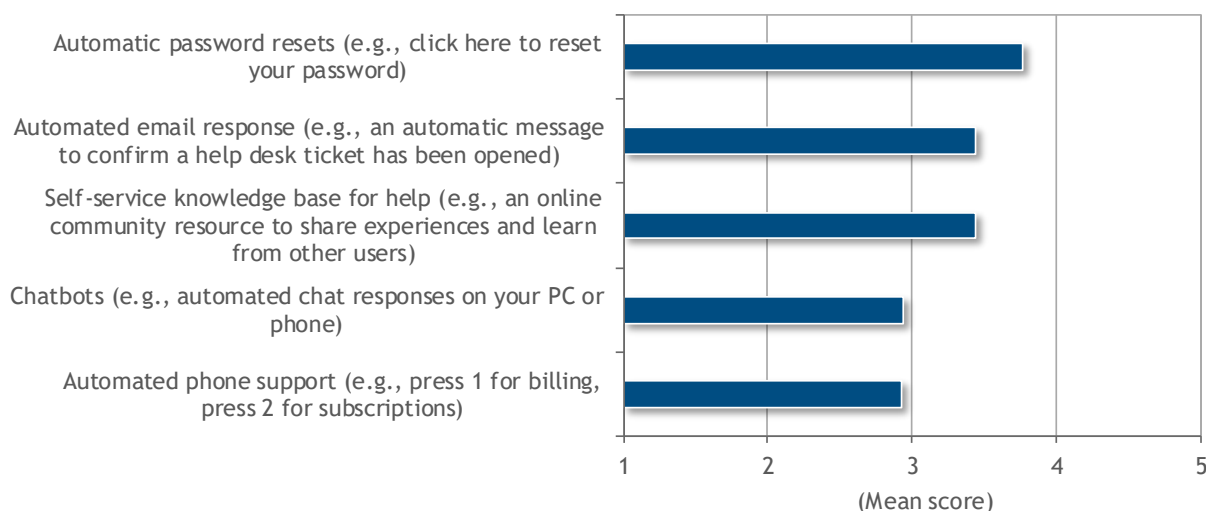 Automatic password resets (e.g., click here to reset
your password)
Automated email response (e.g., an automatic message
to confirm a help desk ticket has been opened)
Self-service knowledge base for help (e.g., an online
community resource to share experiences and learn
from other users)
Chatbots (e.g., automated chat responses on your PC or
phone)
Automated phone support (e.g., press 1 for billing,
press 2 for subscriptions)
1 2 3 4 5
(Mean score)